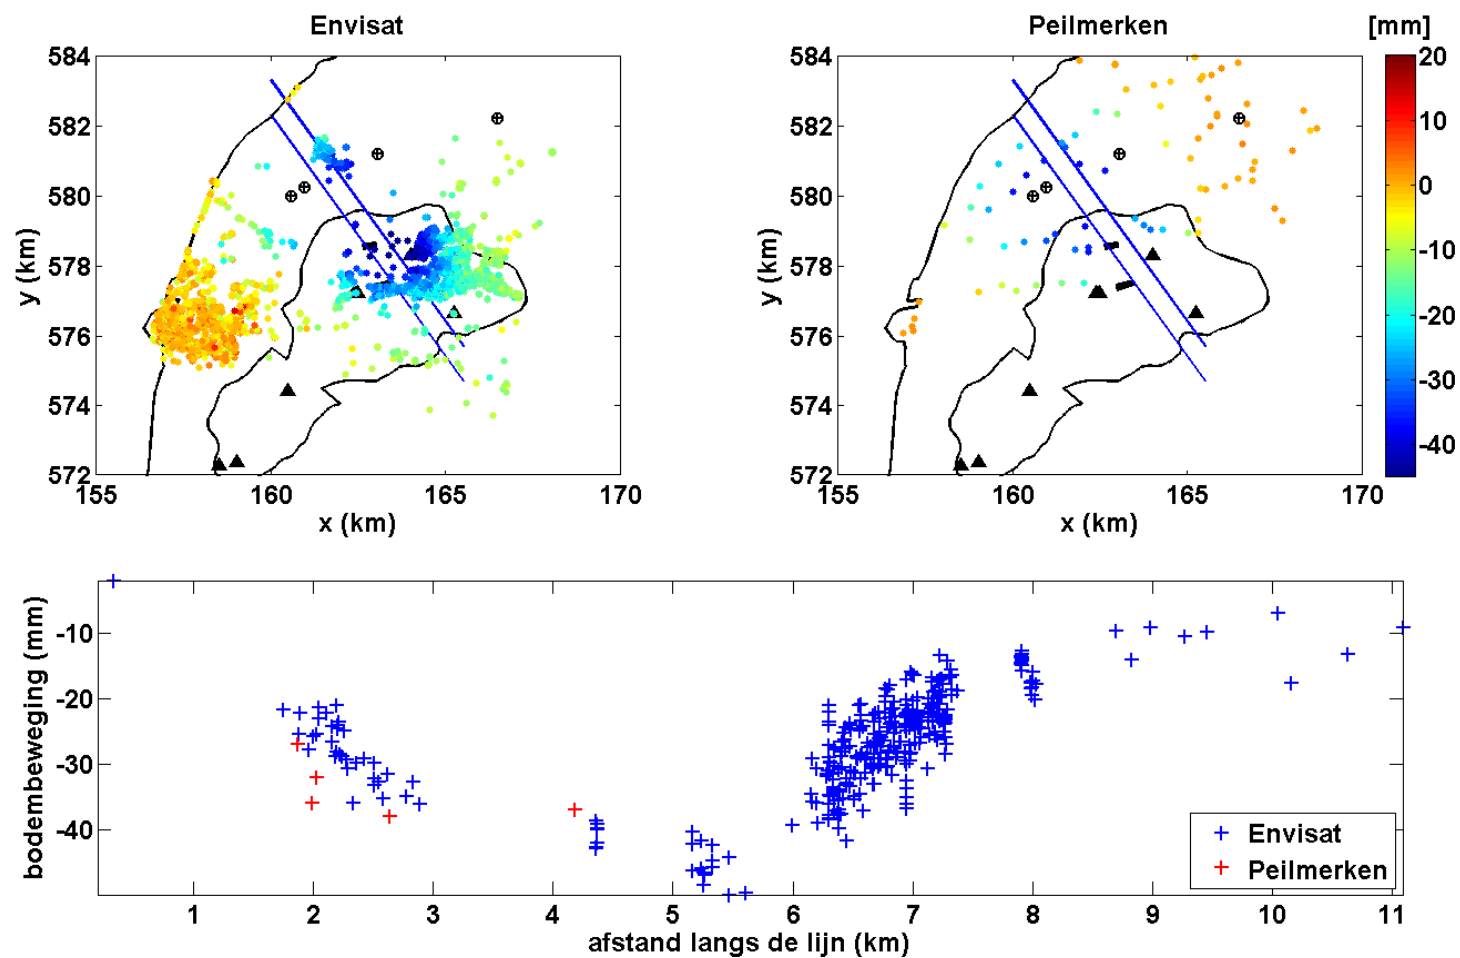 Envisat
584
582
580
578
576
574
572
y (km)
155 160 165 170
x (km)
Peilmerken
584
582
580
578
576
574
572
y (km)
155 160 165 170
x (km)
[mm]
20
10
0
-10
-20
-30
-40
bodembeweging (mm)
-10
-20
-30
-40
1 2 3 4 5 6 7 8 9 10 11
afstand langs de lijn (km)
Envisat
Peilmerken